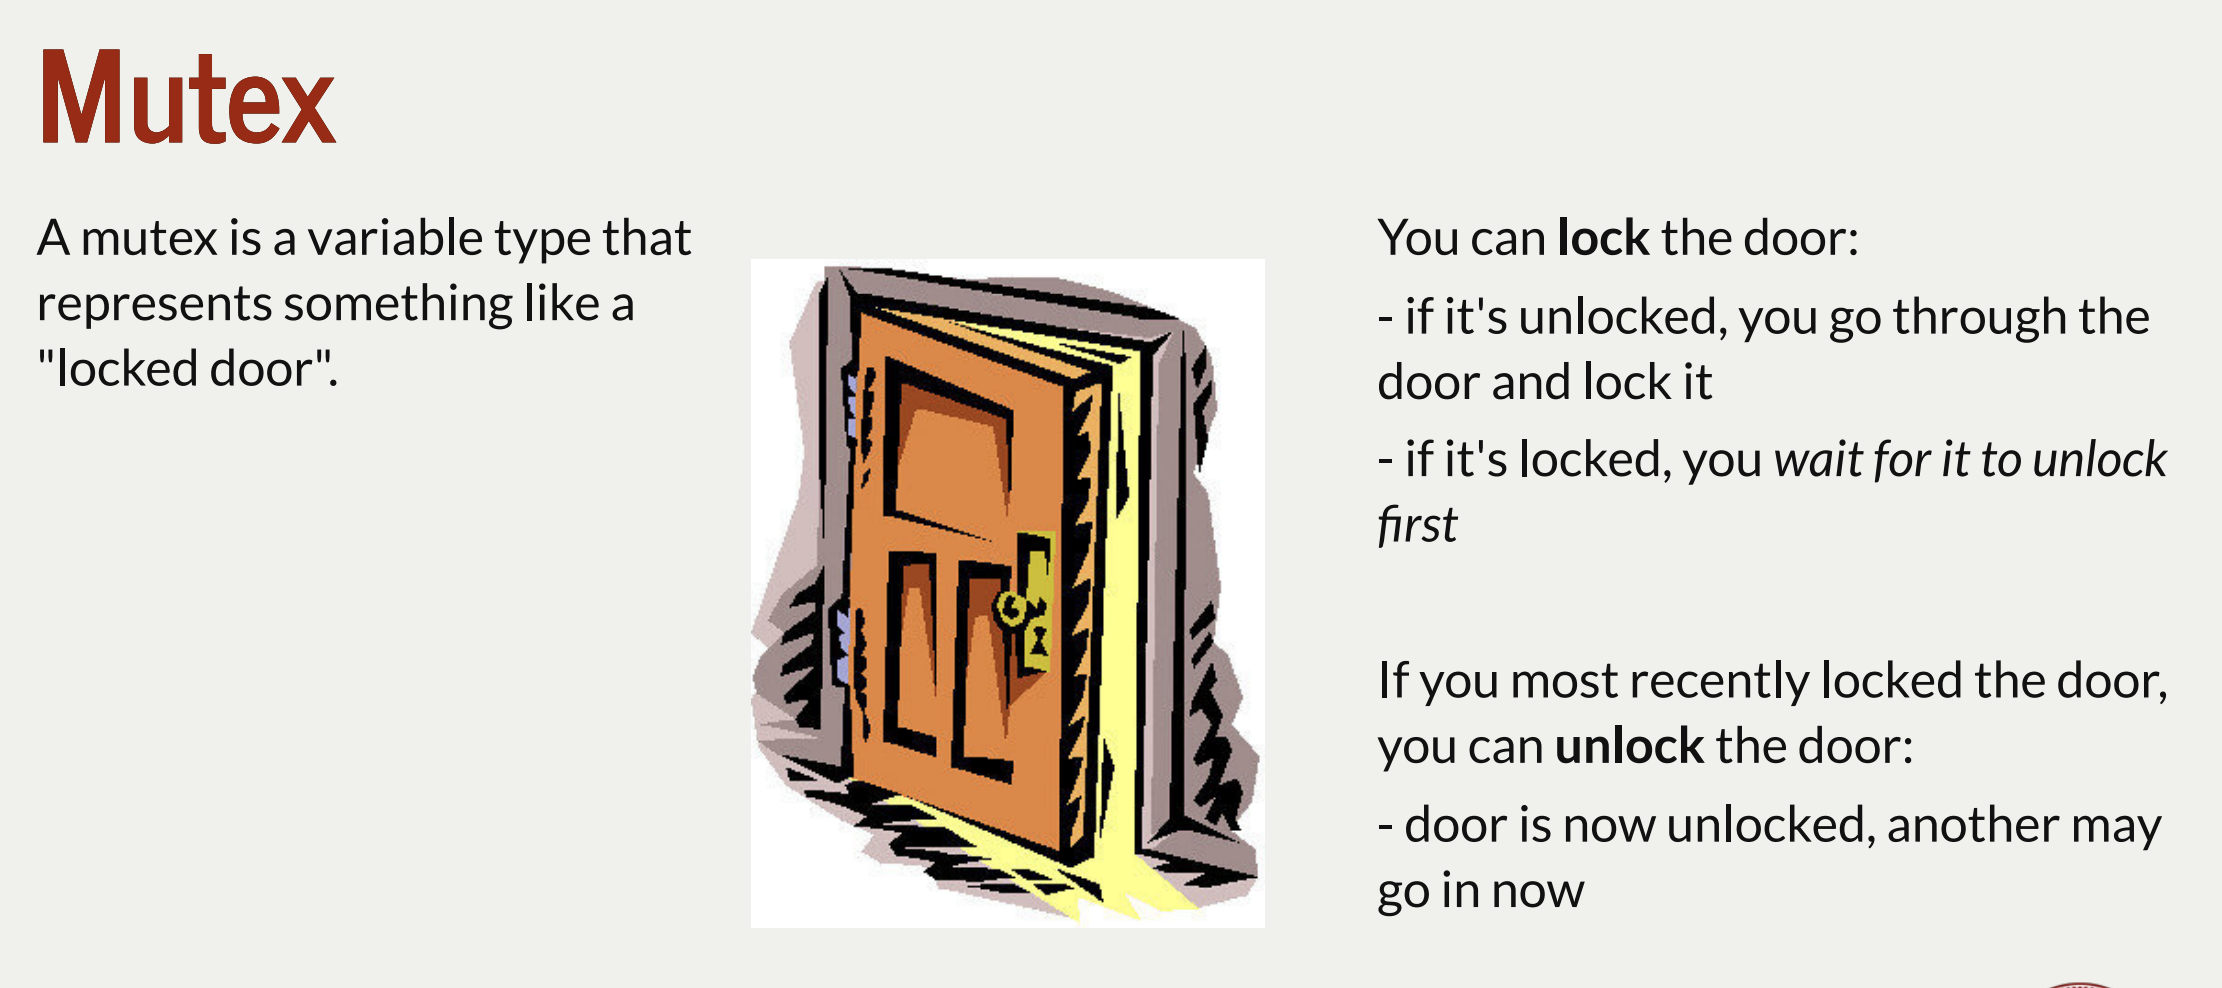 Mutex
A mutex is a variable type that
represents something like a
"locked door".
You can lock the door:
- if it's unlocked, you go through the
door and lock it
- if it's locked, you wait for it to unlock
first
If you most recently locked the door,
you can unlock the door:
- door is now unlocked, another may
go in now